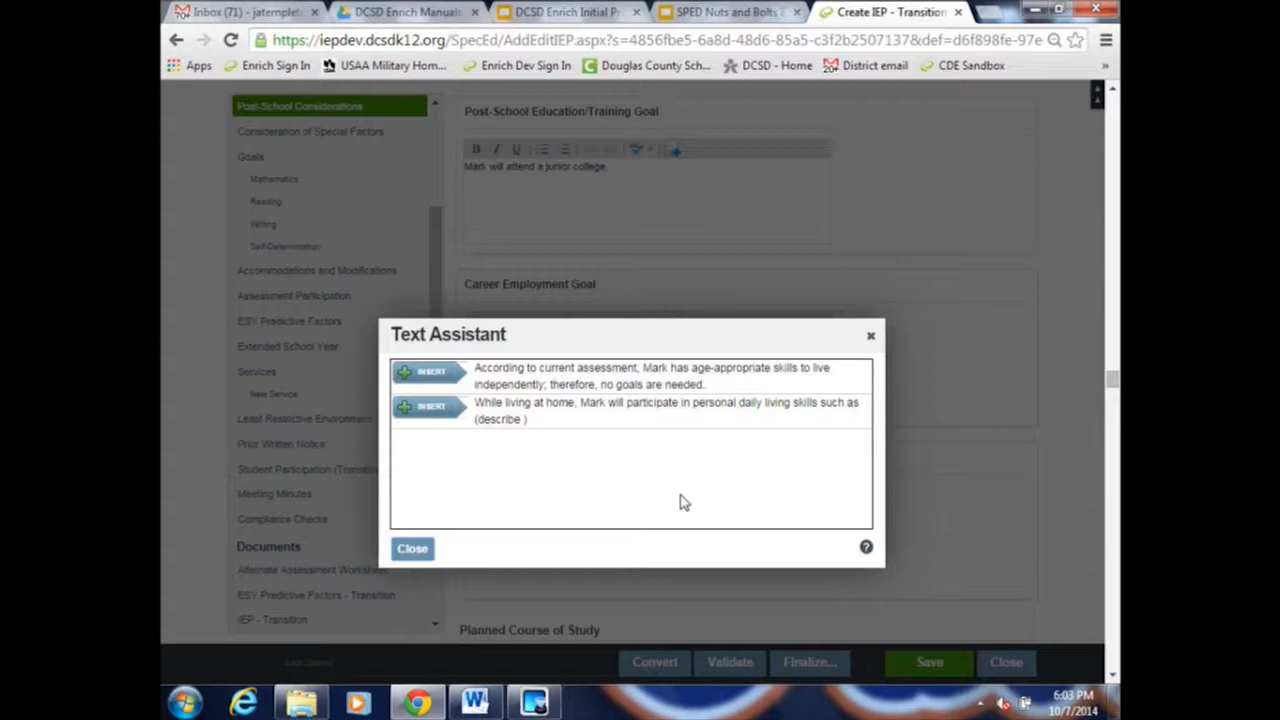 Inbox (71) - jatemplet
DCSD Enrich Manuals
DCSD Enrich Initial Pr
SPED Nuts and Bolts
Create IEP - Transition
https://iepdev.dcsdk12.org/SpecEd/AddEditIEP.aspx?s=4856fbe5-6a8d-48d6-85a5-c3f2b2507137&def=d6f898fe-97e
Apps
Enrich Sign In
USAA Military Hom...
Enrich Dev Sign In
Douglas County Sc...
DCSD - Home
District email
CDE Sandbox
»
Post-School Considerations
Consideration of Special Factors
Goals
Mathematics
Reading
Writing
Self-Determination
Accommodations and Modifications
Assessment Participation
ESY Predictive Factors
Extended School Year
Services
New Service
Least Restrictive Environment
Prior Written Notice
Student Participation (Transitio
Meeting Minutes
Compliance Checks
Documents
Alternate Assessment Worksheet
ESY Predictive Factors - Transition
IEP - Transition
Post-School Education/Training Goal
B I U
Mark will attend a junior college.
Career Employment Goal
Text Assistant
INSERT
According to current assessment, Mark has age-appropriate skills to live
independently; therefore, no goals are needed.
INSERT
While living at home, Mark will participate in personal daily living skills such as
(describe )
Close
?
Planned Course of Study
Convert
Validate
Finalize...
Save
Close
6:03 PM
10/7/2014